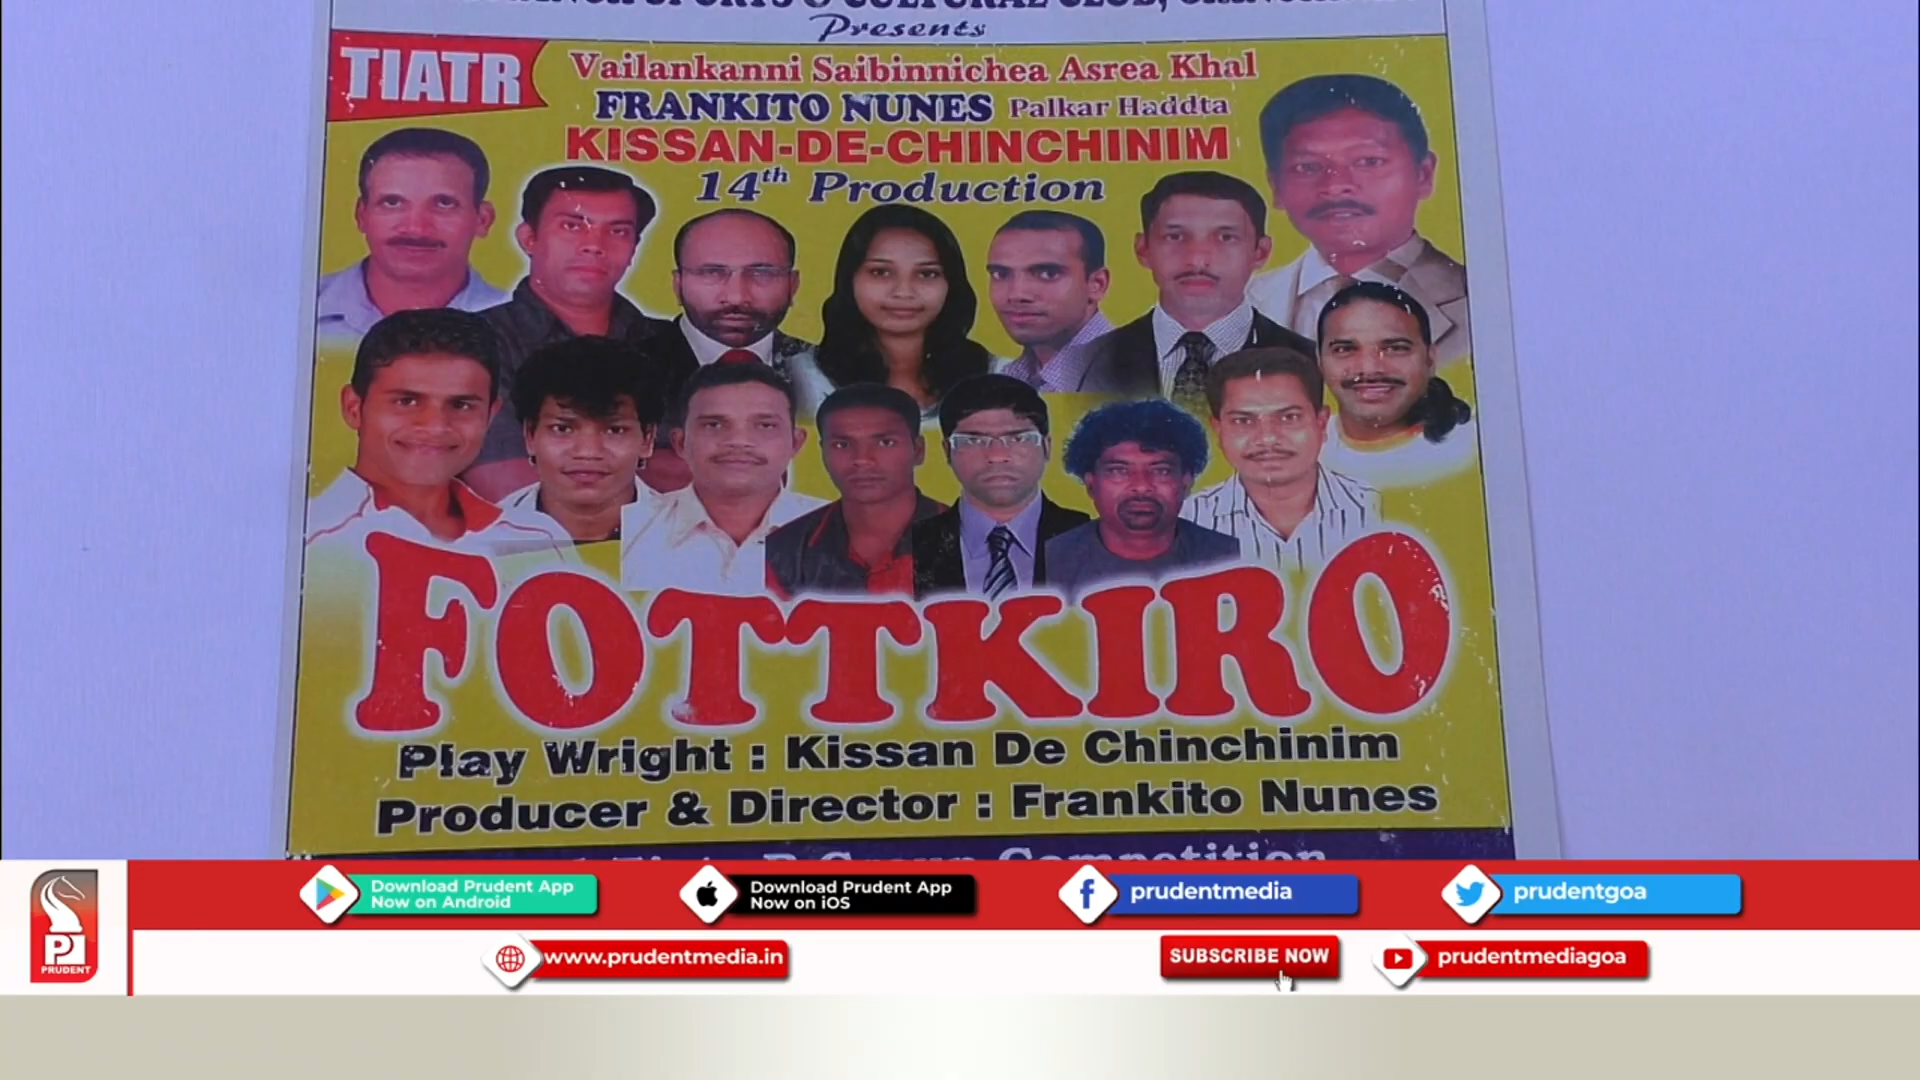 Presents
TIATR
Vailankanni Saibinnichea Asrea Khal
FRANKITO NUNES Palkar Haddta
KISSAN-DE-CHINCHINIM
14th Production
FOTTKIRO
Play Wright : Kissan De Chinchinim
Producer & Director : Frankito Nunes
Competition
Download Prudent App
Now on Android
Download Prudent App
Now on iOS
prudentmedia
prudentgoa
PRUDENT
www.prudentmedia.in
SUBSCRIBE NOW
prudentmediagoa